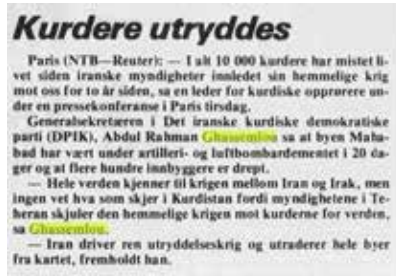 Kurdere utryddes
Paris (NTB—Reuter): — I alt 10 000 kurdere har mistet li-
vet siden iranske myndigheter innledet sin hemmelige krig
mot oss for to år siden, sa en leder for kurdiske opprørere un-
der en pressekonferanse i Paris tirsdag.
Generalsekretæren i Det iranske kurdiske demokratiske
parti (DPIK), Abdul Rahman Ghassemlou sa at byen Maha-
bad har vært under artilleri- og luftbombardementet i 20 da-
ger og at flere hundre innbyggere er drept.
— Hele verden kjenner til krigen mellom Iran og Irak, men
ingen vet hva som skjer i Kurdistan fordi myndighetene i Te-
heran skjuler den hemmelige krigen mot kurderne for verden,
sa Ghassemlou.
— Iran driver ren utryddelseskrig og utraderer hele byer
fra kartet, fremholdt han.